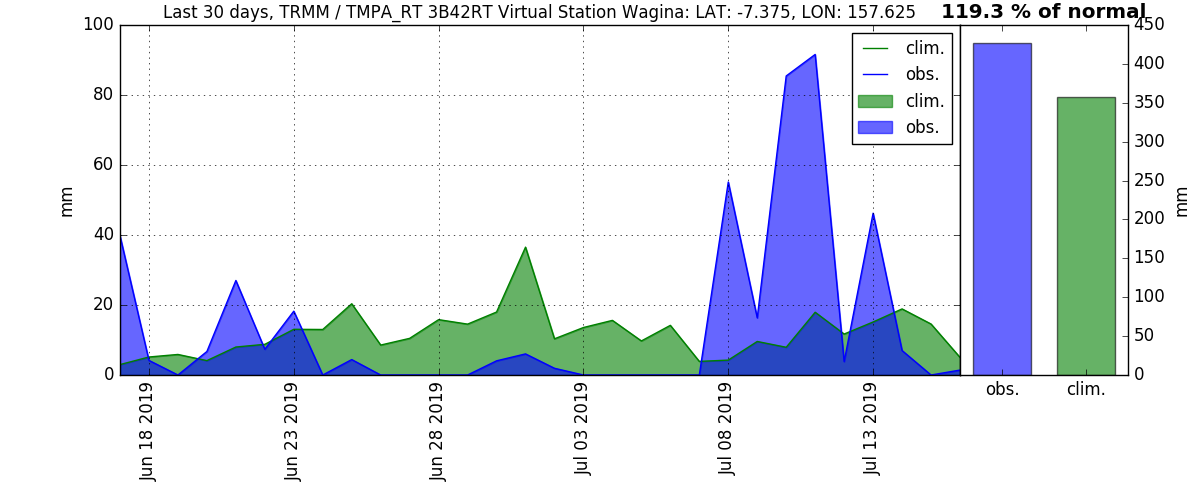 Last 30 days, TRMM / TMPA_RT 3B42RT Virtual Station Wagina: LAT: -7.375, LON: 157.625
119.3 % of normal
100
80
60
40
20
0
mm
clim.
obs.
clim.
obs.
Jun 18 2019
Jun 23 2019
Jun 28 2019
Jul 03 2019
Jul 08 2019
Jul 13 2019
450
400
350
300
250
200
150
100
50
0
mm
obs.
clim.